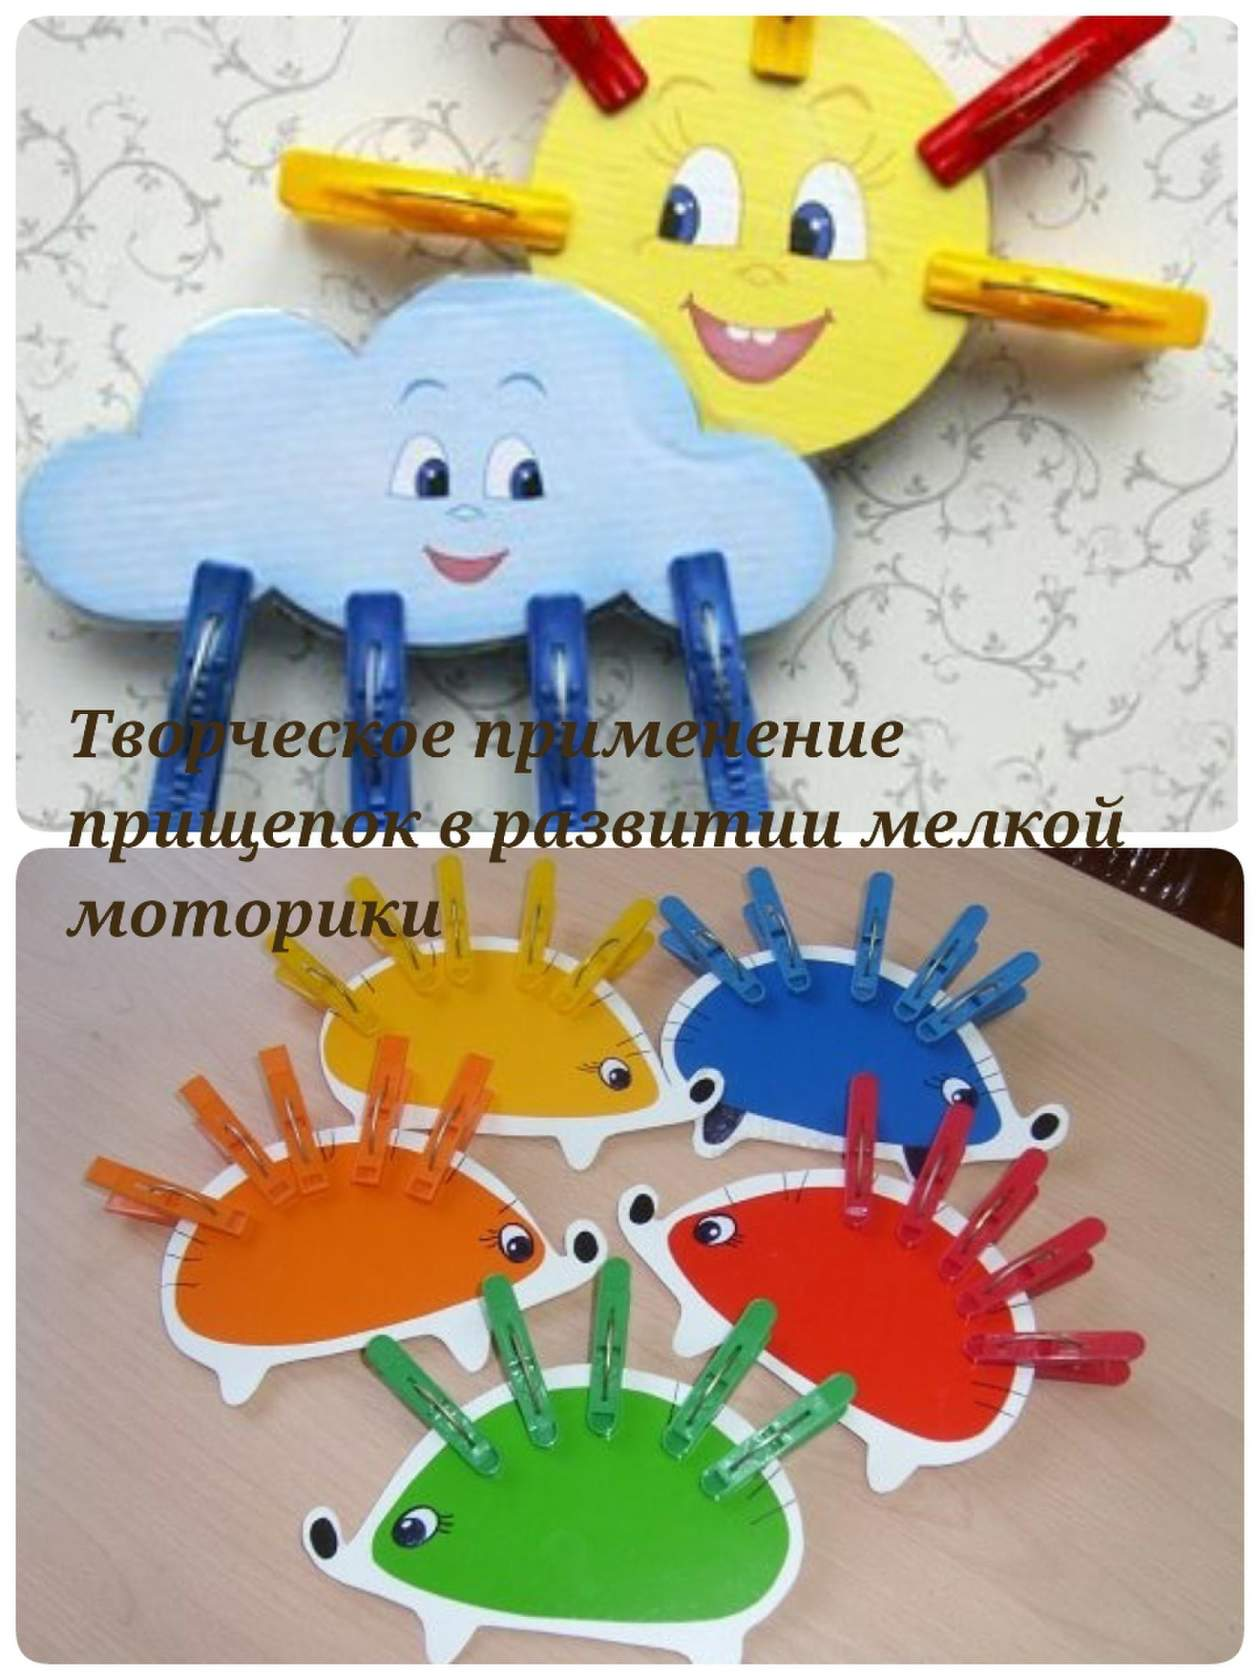 Творческое применение
прищепок в развитии мелкой
моторики